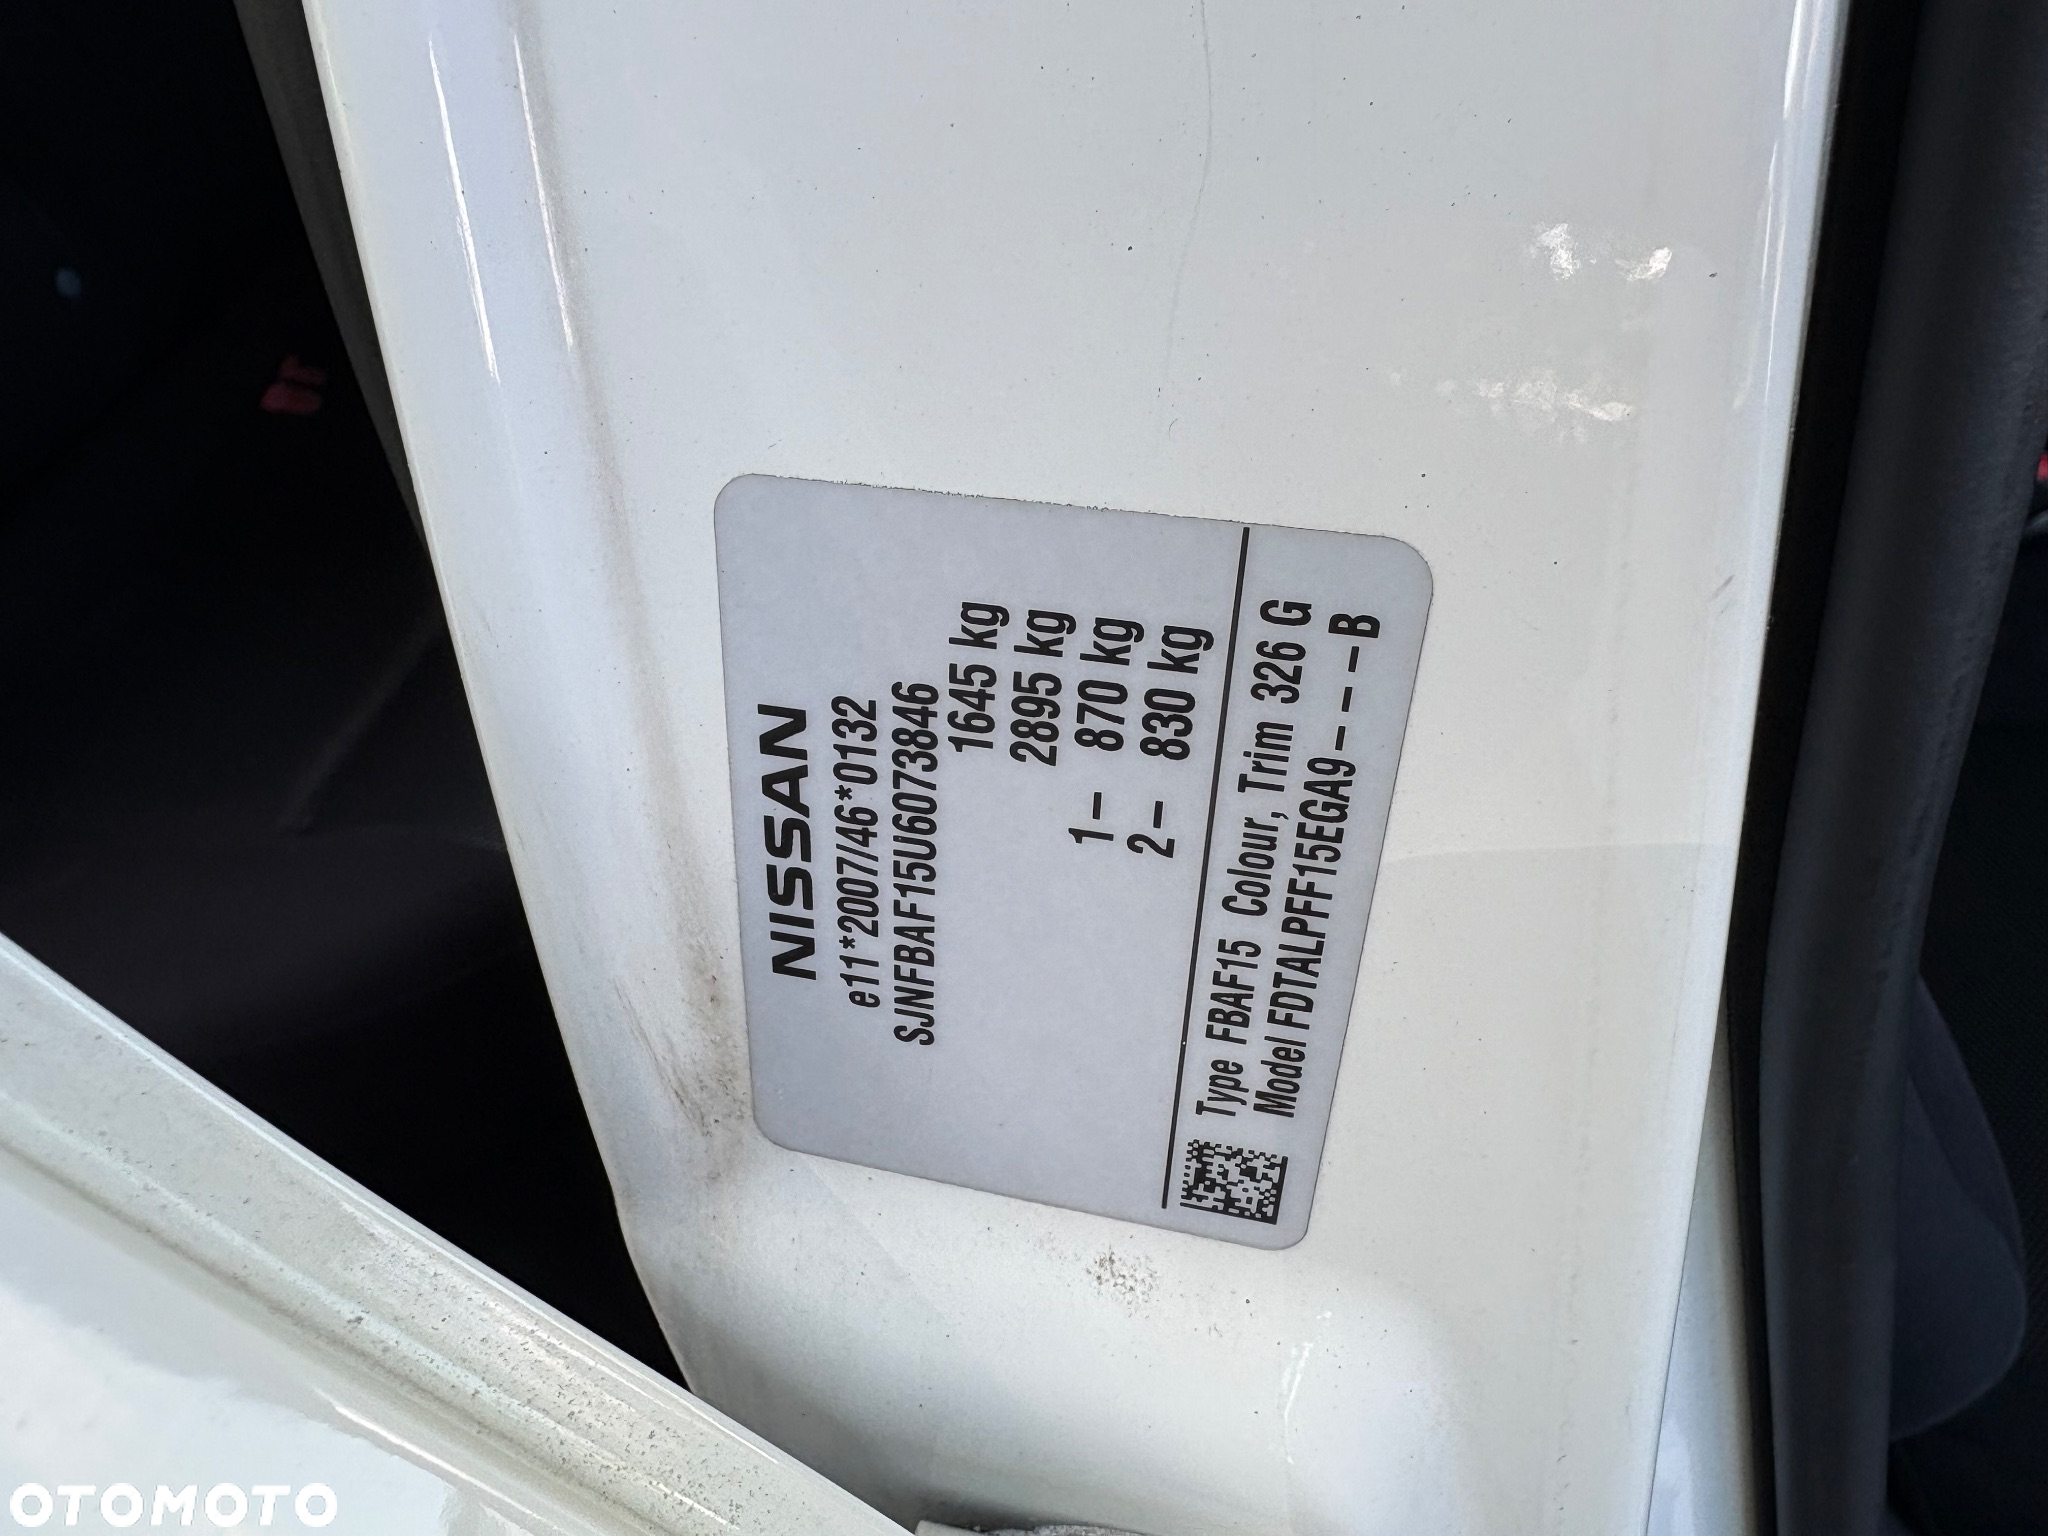 NISSAN
e11*2007/46*0132
SJNFBAF15U6073846
1645 kg
2895 kg
1– 870 kg
2– 830 kg
Type FBAF15 Colour, Trim 326 G
Model FDTALPFF15EGA9––––B
OTOMOTO